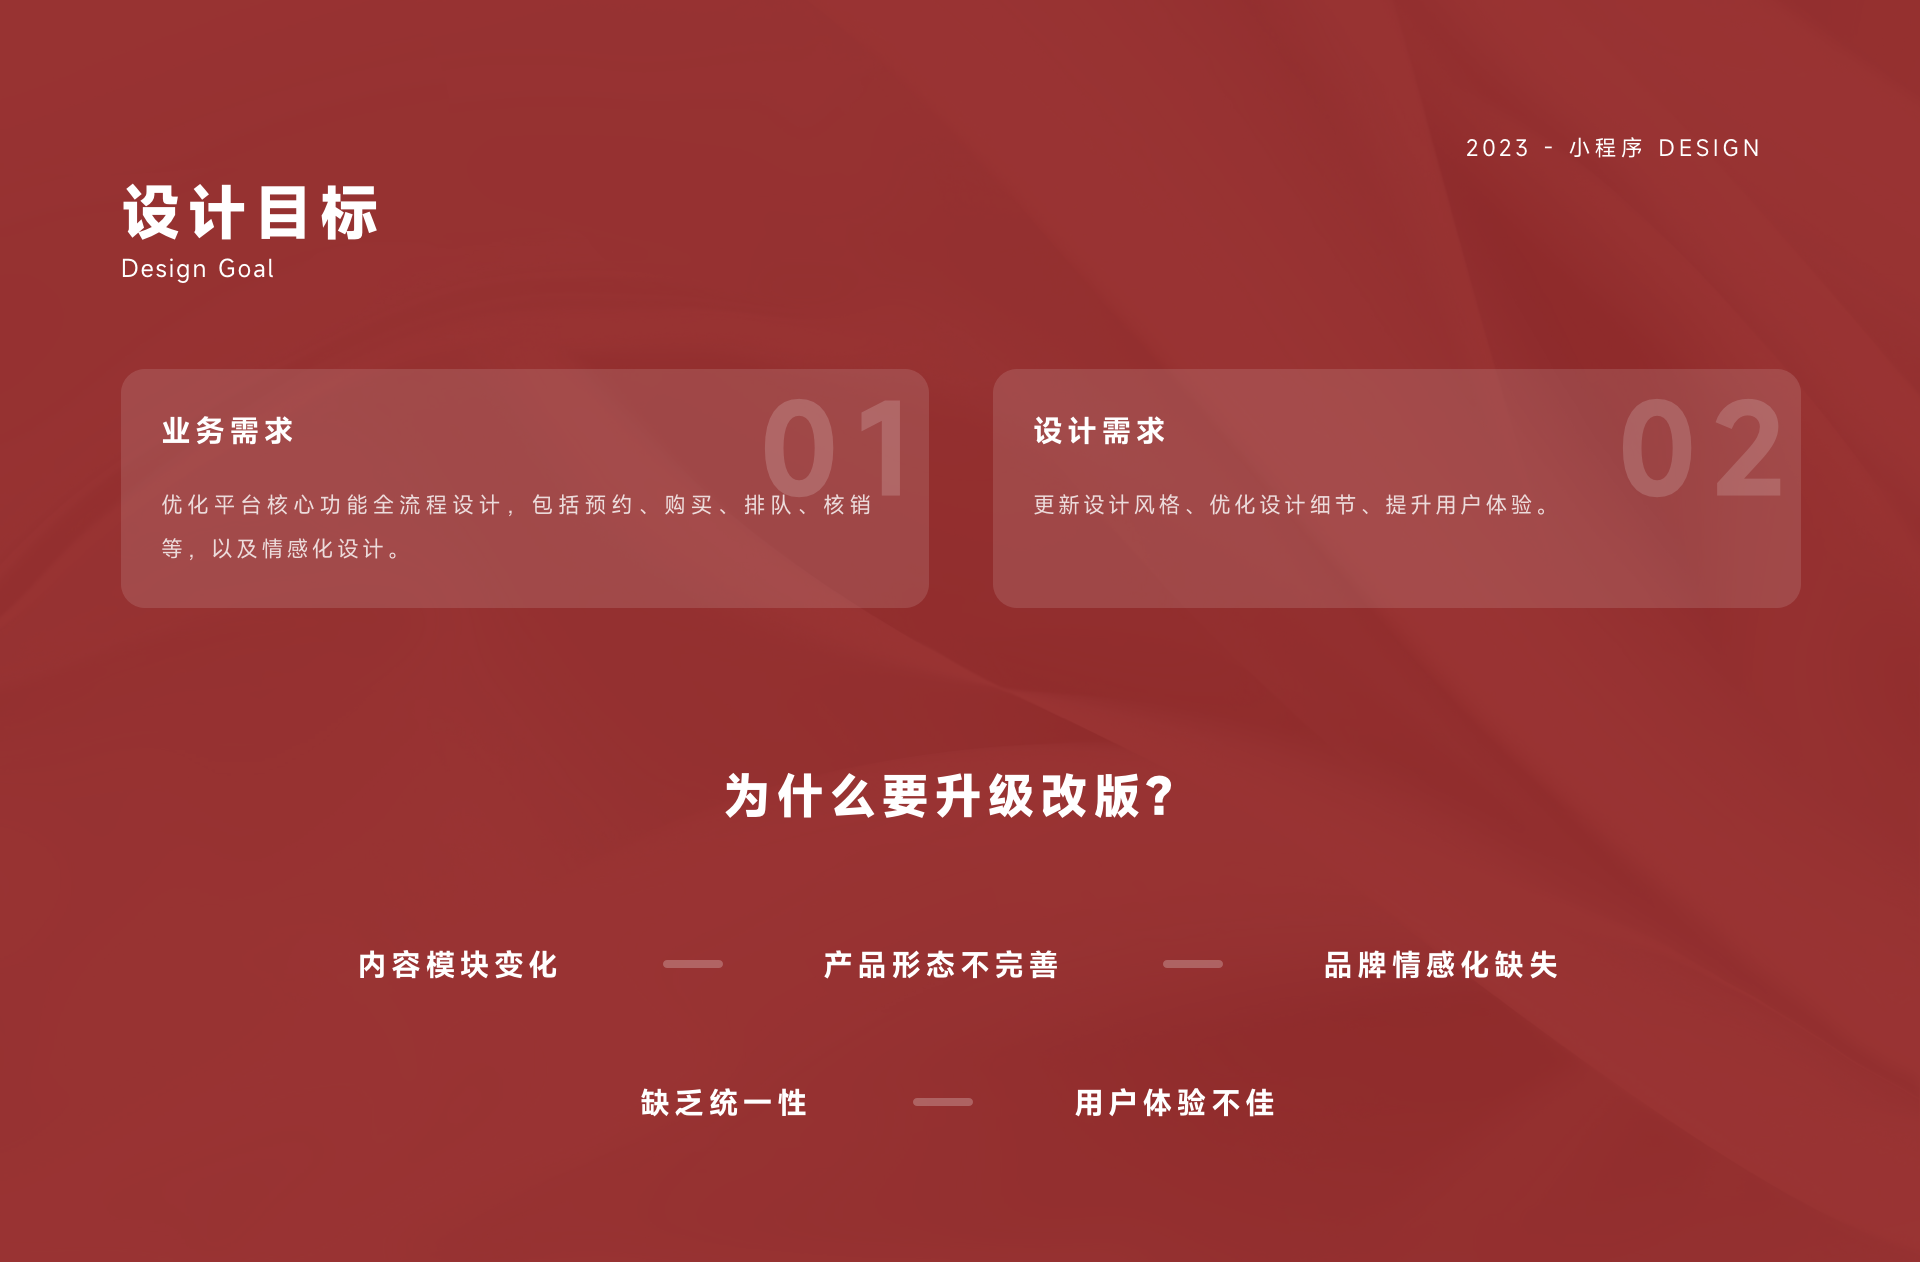 2023 - 小程序 DESIGN
设计目标
Design Goal
01
业务需求
优化平台核心功能全流程设计，包括预约、购买、排队、核销
等，以及情感化设计。
02
设计需求
更新设计风格、优化设计细节、提升用户体验。
为什么要升级改版?
内容模块变化
产品形态不完善
品牌情感化缺失
缺乏统一性
用户体验不佳